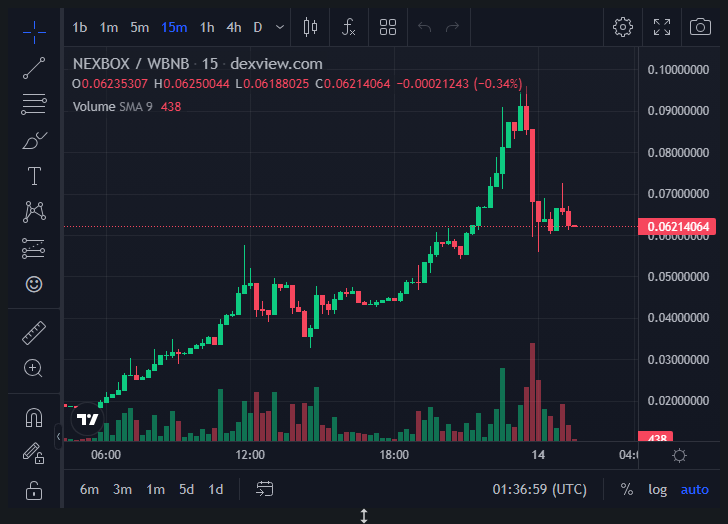 1b 1m 5m 15m 1h 4h D
NEXBOX / WBNB · 15 · dexview.com
O0.06235307 H0.06250044 L0.06188025 C0.06214064 −0.00021243 (−0.34%)
Volume SMA 9 438
0.10000000
0.09000000
0.08000000
0.07000000
0.06214064
0.06000000
0.05000000
0.04000000
0.03000000
0.02000000
438
06:00 12:00 18:00 14 04:0
6m 3m 1m 5d 1d 01:36:59 (UTC) % log auto